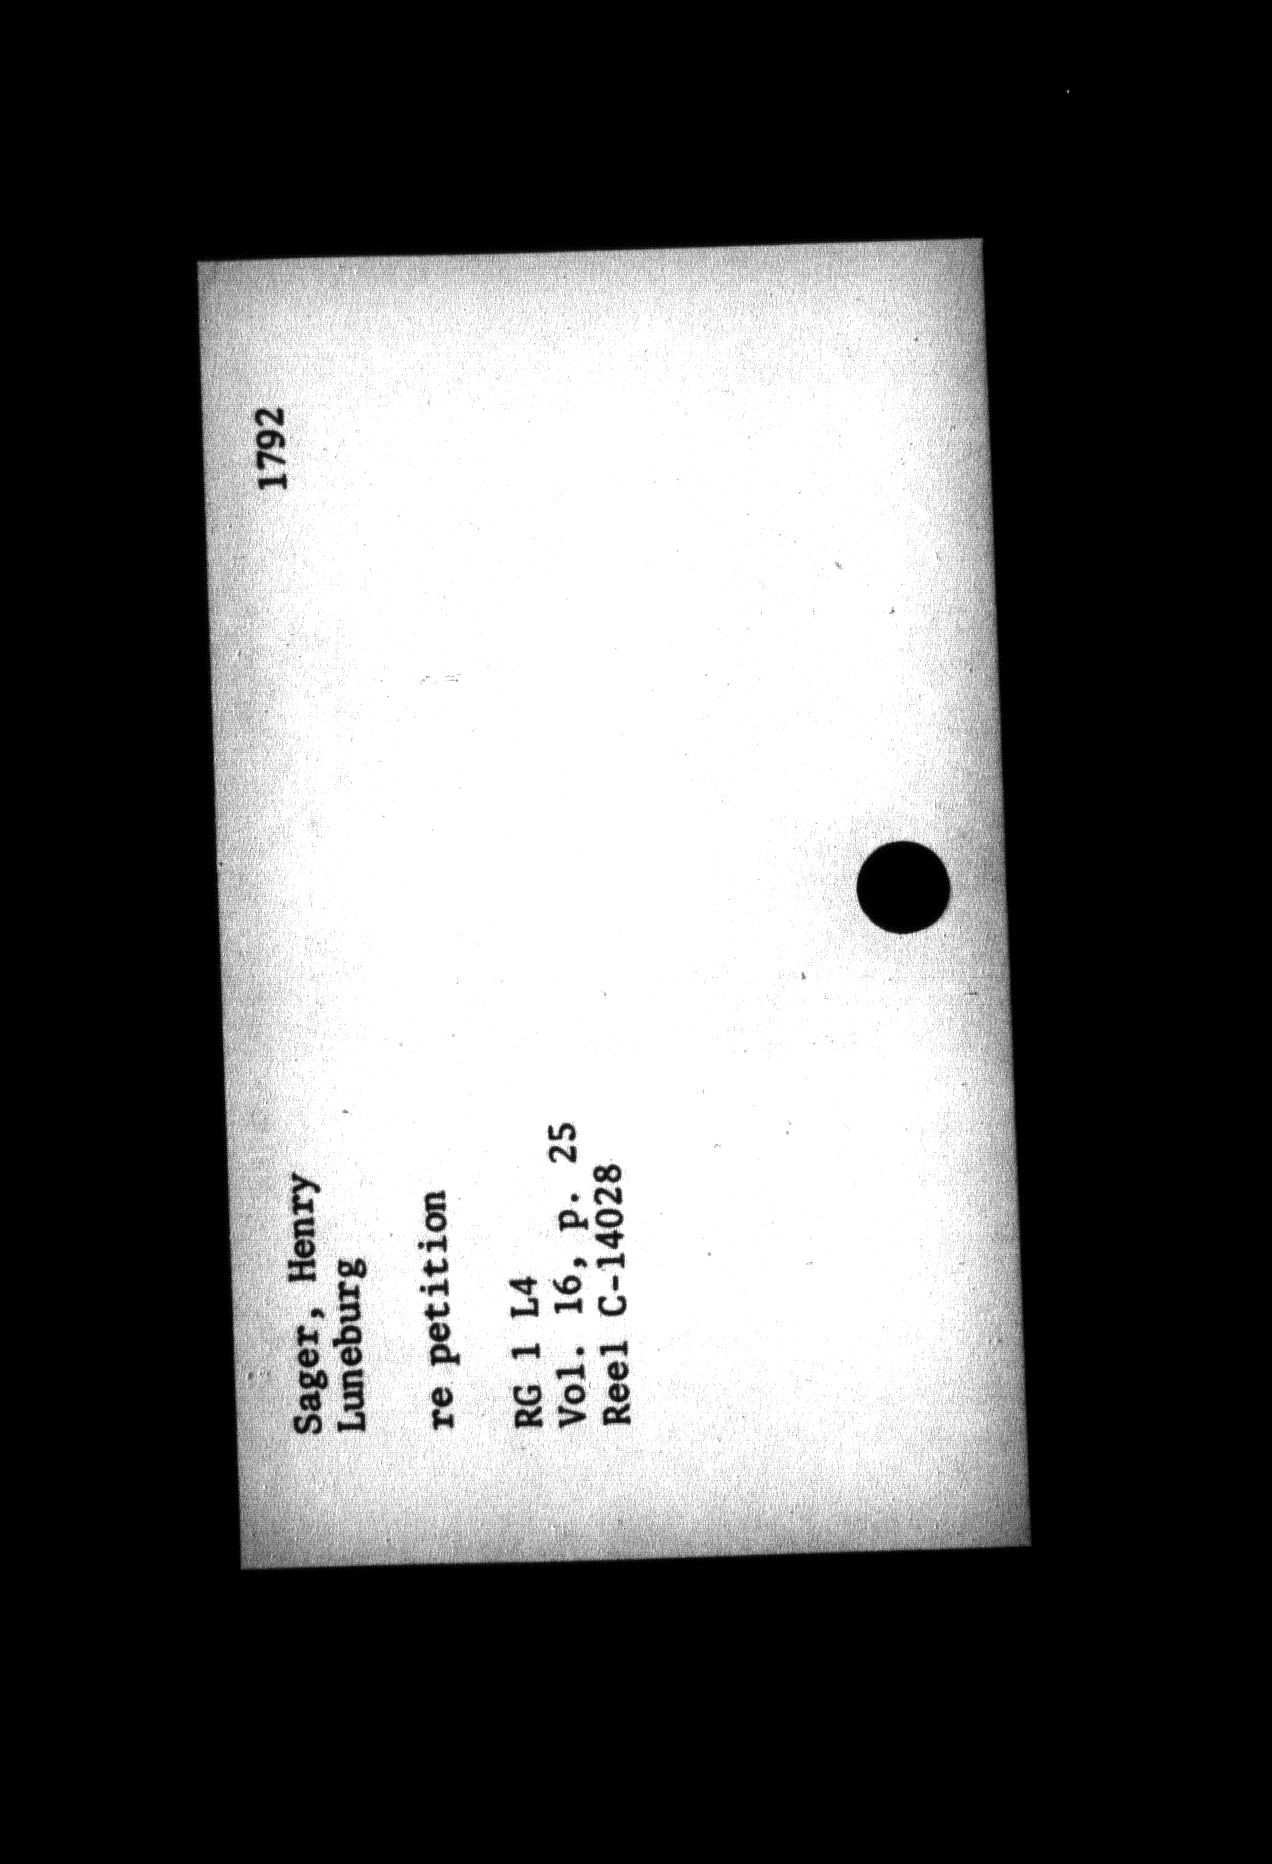 Sager, Henry 1792
Luneburg
re petition
RG 1 L4
Vol. 16, p. 25
Reel C-14028